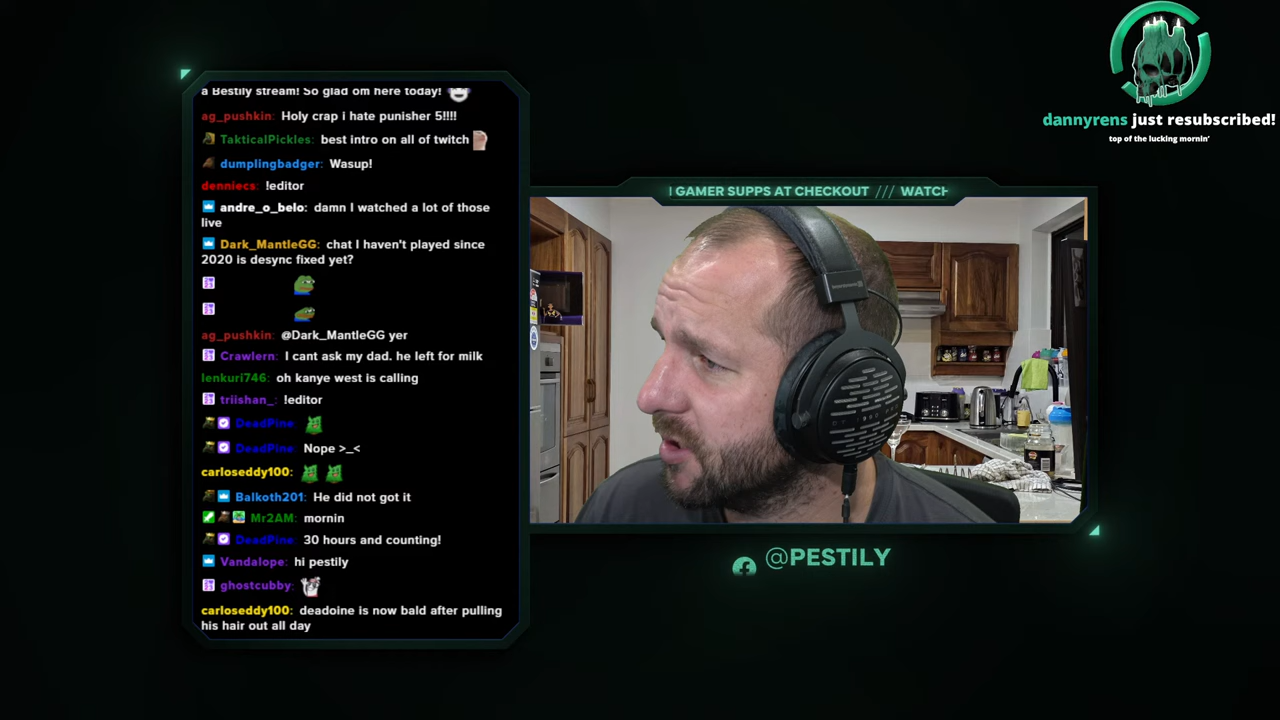 a Bestily stream! So glad om here today!
ag_pushkin: Holy crap i hate punisher 5!!!!
TakticalPickles: best intro on all of twitch
dumplingbadger: Wasup!
denniecs: !editor
andre_o_belo: damn I watched a lot of those
live
Dark_MantleGG: chat I haven't played since
2020 is desync fixed yet?
ag_pushkin: @Dark_MantleGG yer
Crawlern: I cant ask my dad. he left for milk
lenkuri746: oh kanye west is calling
triishan_: !editor
DeadPine:
DeadPine: Nope >_<
carloseddy100:
Balkoth201: He did not got it
Mr2AM: mornin
DeadPine: 30 hours and counting!
Vandalope: hi pestily
ghostcubby:
carloseddy100: deadoine is now bald after pulling
his hair out all day
GAMER SUPPS AT CHECKOUT /// WATCH
@PESTILY
dannyrens just resubscribed!
top of the lucking mornin'